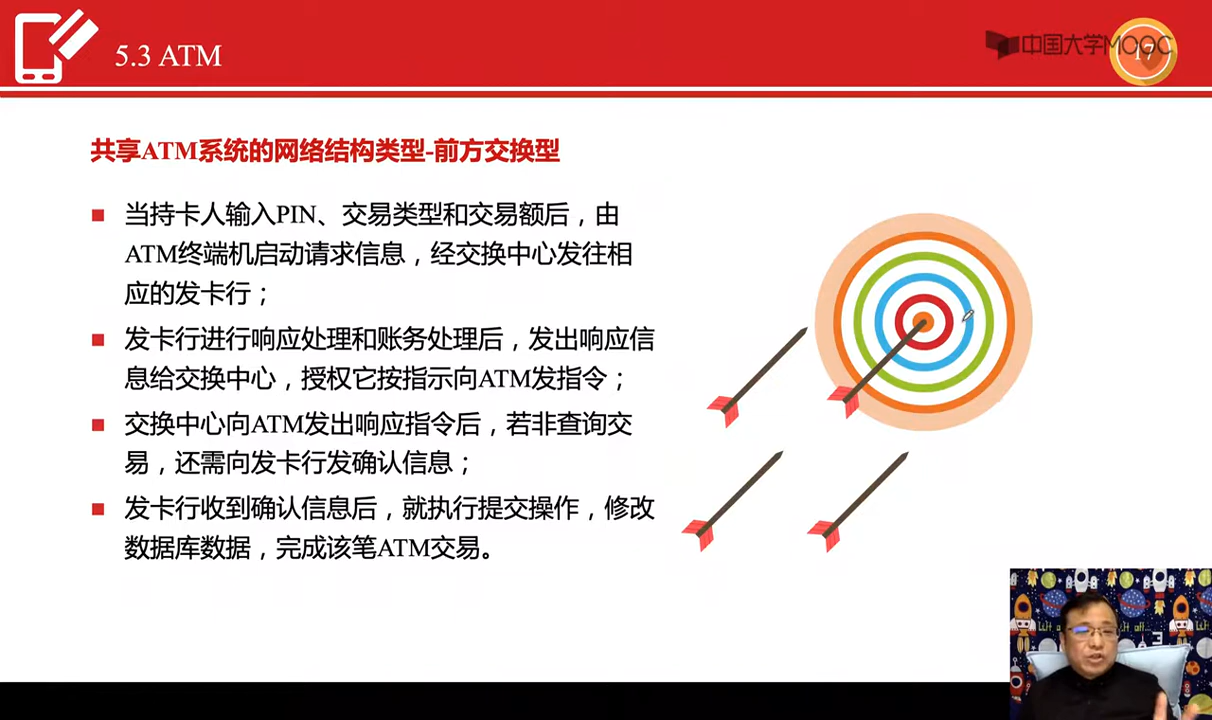 5.3 ATM
中国大学MOOC
17
共享ATM系统的网络结构类型-前方交换型
当持卡人输入PIN、交易类型和交易额后，由
ATM终端机启动请求信息，经交换中心发往相
应的发卡行；
发卡行进行响应处理和账务处理后，发出响应信
息给交换中心，授权它按指示向ATM发指令；
交换中心向ATM发出响应指令后，若非查询交
易，还需向发卡行发确认信息；
发卡行收到确认信息后，就执行提交操作，修改
数据库数据，完成该笔ATM交易。